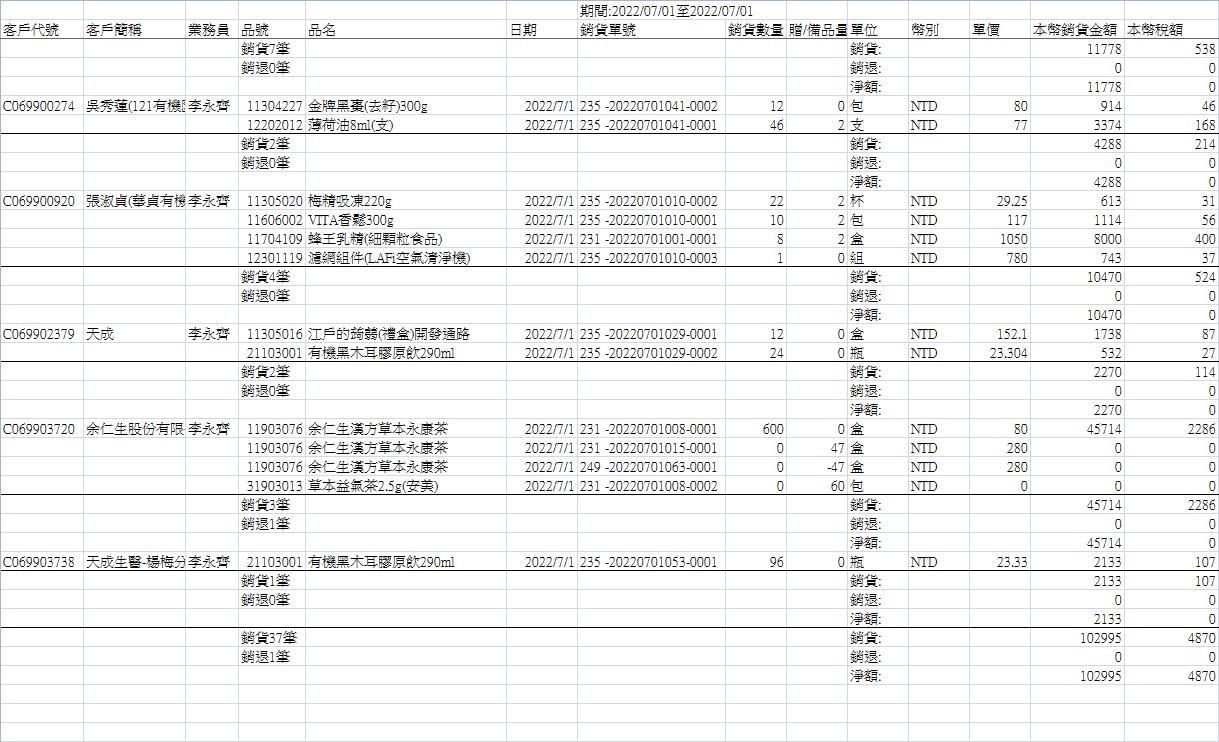 期間:2022/07/01至2022/07/01
客戶代號 客戶簡稱 業務員 品號 品名 日期 銷貨單號 銷貨數量 贈/備品量 單位 幣別 單價 本幣銷貨金額 本幣稅額
銷貨7筆 銷貨: 11778 538
銷退0筆 銷退: 0 0
淨額: 11778 0
C069900274 吳秀蓮(121有機 李永齊 11304227 金牌黑棗(去籽)300g 2022/7/1 235 -20220701041-0002 12 0 包 NTD 80 914 46
12202012 薄荷油8ml(支) 2022/7/1 235 -20220701041-0001 46 2 支 NTD 77 3374 168
銷貨2筆 銷貨: 4288 214
銷退0筆 銷退: 0 0
淨額: 4288 0
C069900920 張淑貞(華貞有機 李永齊 11305020 梅精吸凍220g 2022/7/1 235 -20220701010-0002 22 2 杯 NTD 29.25 613 31
11606002 VITA香鬆300g 2022/7/1 235 -20220701010-0001 10 2 包 NTD 117 1114 56
11704109 蜂王乳精(細顆粒食品) 2022/7/1 231 -20220701001-0001 8 2 盒 NTD 1050 8000 400
12301119 濾網組件(LAFi空氣清淨機) 2022/7/1 235 -20220701010-0003 1 0 組 NTD 780 743 37
銷貨4筆 銷貨: 10470 524
銷退0筆 銷退: 0 0
淨額: 10470 0
C069902379 天成 李永齊 11305016 江戶的蒟蒻(禮盒)開發通路 2022/7/1 235 -20220701029-0001 12 0 盒 NTD 152.1 1738 87
21103001 有機黑木耳膠原飲290ml 2022/7/1 235 -20220701029-0002 24 0 瓶 NTD 23.304 532 27
銷貨2筆 銷貨: 2270 114
銷退0筆 銷退: 0 0
淨額: 2270 0
C069903720 余仁生股份有限 李永齊 11903076 余仁生漢方草本永康茶 2022/7/1 231 -20220701008-0001 600 0 盒 NTD 80 45714 2286
11903076 余仁生漢方草本永康茶 2022/7/1 231 -20220701015-0001 0 47 盒 NTD 280 0 0
11903076 余仁生漢方草本永康茶 2022/7/1 249 -20220701063-0001 0 -47 盒 NTD 280 0 0
31903013 草本益氣茶2.5g(安美) 2022/7/1 231 -20220701008-0002 0 60 包 NTD 0 0 0
銷貨3筆 銷貨: 45714 2286
銷退1筆 銷退: 0 0
淨額: 45714 0
C069903738 天成生醫-楊梅分 李永齊 21103001 有機黑木耳膠原飲290ml 2022/7/1 235 -20220701053-0001 96 0 瓶 NTD 23.33 2133 107
銷貨1筆 銷貨: 2133 107
銷退0筆 銷退: 0 0
淨額: 2133 0
銷貨37筆 銷貨: 102995 4870
銷退1筆 銷退: 0 0
淨額: 102995 4870